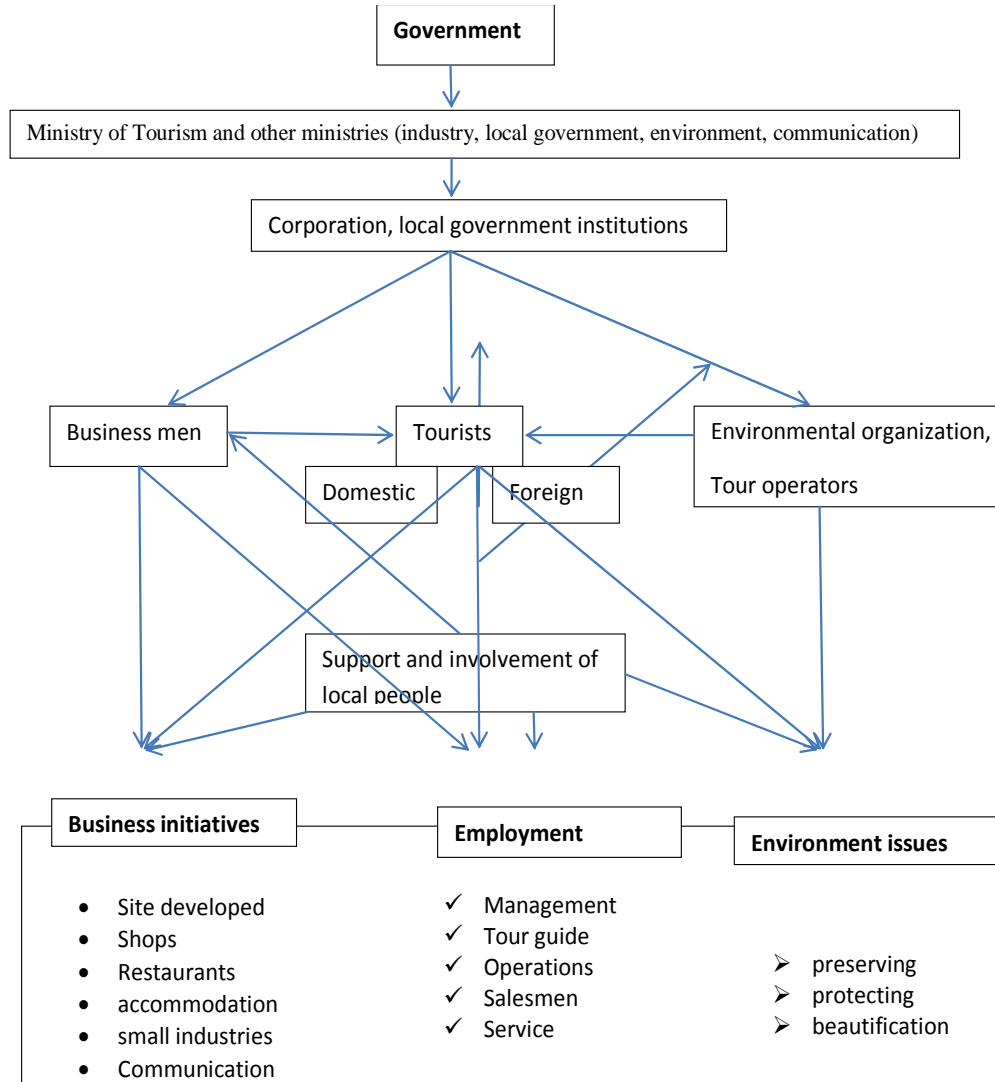 Government
Ministry of Tourism and other ministries (industry, local government, environment, communication)
Corporation, local government institutions
Business men
Tourists
Domestic
Foreign
Environmental organization,
Tour operators
Support and involvement of
local people
Business initiatives
• Site developed
• Shops
• Restaurants
• accommodation
• small industries
• Communication
Employment
✓ Management
✓ Tour guide
✓ Operations
✓ Salesmen
✓ Service
Environment issues
➢ preserving
➢ protecting
➢ beautification